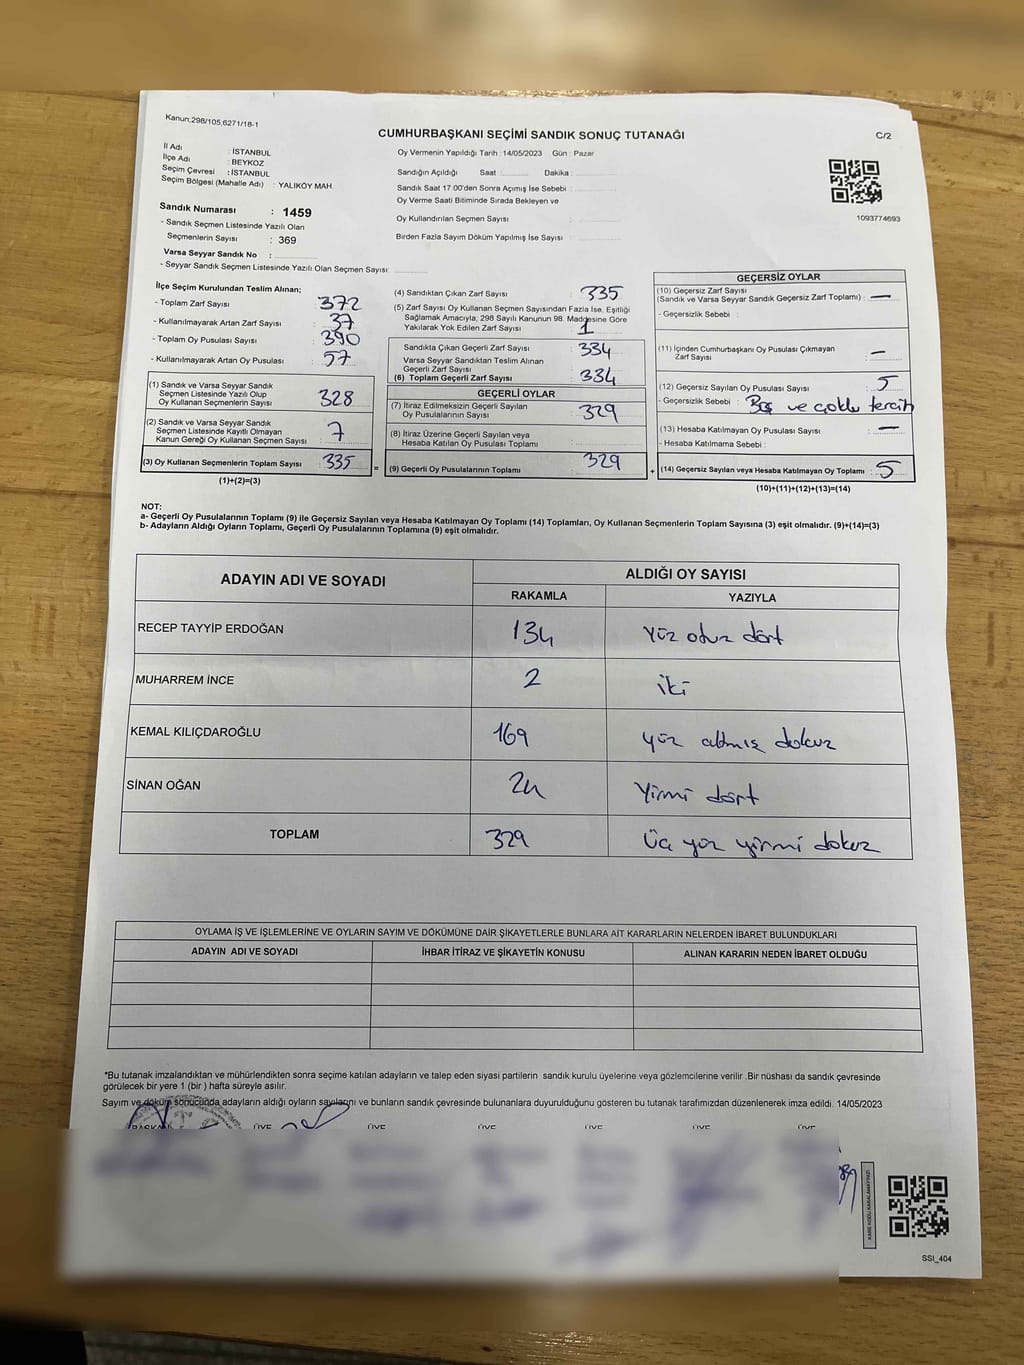 Kanun;298/105,6271/18-1
CUMHURBAŞKANI SEÇİMİ SANDIK SONUÇ TUTANAĞI
C/2
İl Adı : İSTANBUL
İlçe Adı : BEYKOZ
Seçim Çevresi : İSTANBUL
Seçim Bölgesi (Mahalle Adı) : YALIKÖY MAH.
Sandık Numarası : 1459
- Sandık Seçmen Listesinde Yazılı Olan
Seçmenlerin Sayısı : 369
Varsa Seyyar Sandık No :
- Seyyar Sandık Seçmen Listesinde Yazılı Olan Seçmen Sayısı:
Oy Vermenin Yapıldığı Tarih : 14/05/2023 Gün : Pazar
Sandığın Açıldığı Saat : Dakika :
Sandık Saat 17:00'den Sonra Açımış İse Sebebi :
Oy Verme Saati Bitiminde Sırada Bekleyen ve
Oy Kullandırılan Seçmen Sayısı :
Birden Fazla Sayım Döküm Yapılmış İse Sayısı :
1093774693
İlçe Seçim Kurulundan Teslim Alınan;
- Toplam Zarf Sayısı : 372
- Kullanılmayarak Artan Zarf Sayısı : 37
- Toplam Oy Pusulası Sayısı : 390
- Kullanılmayarak Artan Oy Pusulası : 57
(1) Sandık ve Varsa Seyyar Sandık
Seçmen Listesinde Yazılı Olup
Oy Kullanan Seçmenlerin Sayısı : 328
(2) Sandık ve Varsa Seyyar Sandık
Seçmen Listesinde Kayıtlı Olmayan
Kanun Gereği Oy Kullanan Seçmen Sayısı : 7
(3) Oy Kullanan Seçmenlerin Toplam Sayısı : 335
(1)+(2)=(3)
=
(4) Sandıktan Çıkan Zarf Sayısı : 335
(5) Zarf Sayısı Oy Kullanan Seçmen Sayısından Fazla İse, Eşitliği
Sağlamak Amacıyla; 298 Sayılı Kanunun 98. Maddesine Göre
Yakılarak Yok Edilen Zarf Sayısı : 1
Sandıkta Çıkan Geçerli Zarf Sayısı : 334
Varsa Seyyar Sandıktan Teslim Alınan
Geçerli Zarf Sayısı :
(6) Toplam Geçerli Zarf Sayısı : 334
GEÇERLİ OYLAR
(7) İtiraz Edilmeksizin Geçerli Sayılan
Oy Pusulalarının Sayısı : 329
(8) İtiraz Üzerine Geçerli Sayılan veya
Hesaba Katılan Oy Pusulası Toplamı :
(9) Geçerli Oy Pusulalarının Toplamı : 329
+
GEÇERSİZ OYLAR
(10) Geçersiz Zarf Sayısı
(Sandık ve Varsa Seyyar Sandık Geçersiz Zarf Toplamı) : —
- Geçersizlik Sebebi :
(11) İçinden Cumhurbaşkanı Oy Pusulası Çıkmayan
Zarf Sayısı : —
(12) Geçersiz Sayılan Oy Pusulası Sayısı : 5
- Geçersizlik Sebebi : Boş ve çoklu tercih
(13) Hesaba Katılmayan Oy Pusulası Sayısı : —
- Hesaba Katılmama Sebebi :
(14) Geçersiz Sayılan veya Hesaba Katılmayan Oy Toplamı : 5
(10)+(11)+(12)+(13)=(14)
NOT:
a- Geçerli Oy Pusulalarının Toplamı (9) ile Geçersiz Sayılan veya Hesaba Katılmayan Oy Toplamı (14) Toplamları, Oy Kullanan Seçmenlerin Toplam Sayısına (3) eşit olmalıdır. (9)+(14)=(3)
b- Adayların Aldığı Oyların Toplamı, Geçerli Oy Pusulalarının Toplamına (9) eşit olmalıdır.
ADAYIN ADI VE SOYADI
ALDIĞI OY SAYISI
RAKAMLA YAZIYLA
RECEP TAYYİP ERDOĞAN 134 Yüz otuz dört
MUHARREM İNCE 2 iki
KEMAL KILIÇDAROĞLU 169 yüz altmış dokuz
SİNAN OĞAN 24 Yirmi dört
TOPLAM 329 Üç yüz yirmi dokuz
OYLAMA İŞ VE İŞLEMLERİNE VE OYLARIN SAYIM VE DÖKÜMÜNE DAİR ŞİKAYETLERLE BUNLARA AİT KARARLARIN NELERDEN İBARET BULUNDUKLARI
ADAYIN ADI VE SOYADI İHBAR İTİRAZ VE ŞİKAYETİN KONUSU ALINAN KARARIN NEDEN İBARET OLDUĞU
*Bu tutanak imzalandıktan ve mühürlendikten sonra seçime katılan adayların ve talep eden siyasi partilerin sandık kurulu üyelerine veya gözlemcilerine verilir .Bir nüshası da sandık çevresinde
görülecek bir yere 1 (bir ) hafta süreyle asılır.
Sayım ve döküm sonucunda adayların aldığı oyların sayılarını ve bunların sandık çevresinde bulunanlara duyurulduğunu gösteren bu tutanak tarafımızdan düzenlenerek imza edildi. 14/05/2023
BAŞKAN ÜYE ÜYE ÜYE ÜYE ÜYE ÜYE
KARE KODU KARALAMAYINIZ!
SSI_404